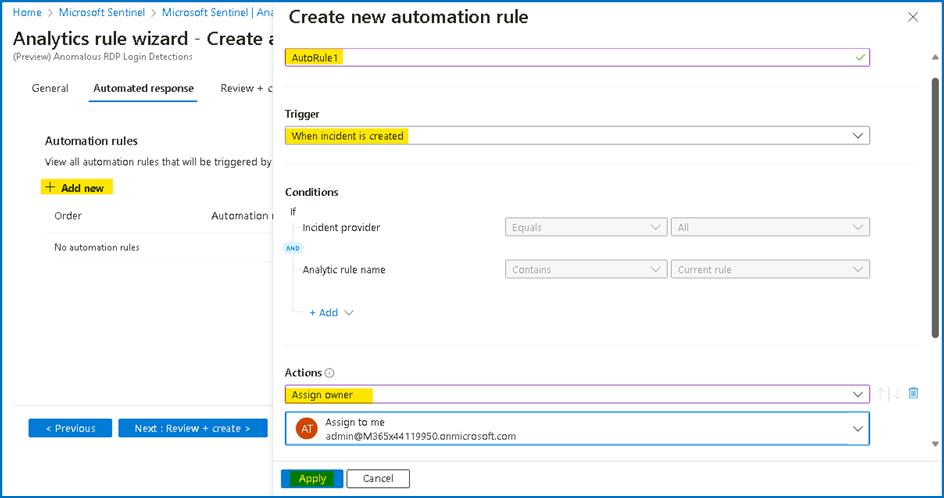 Home > Microsoft Sentinel > Microsoft Sentinel | Ana
Analytics rule wizard - Create a
(Preview) Anomalous RDP Login Detections
General
Automated response
Review + c
Automation rules
View all automation rules that will be triggered by
+ Add new
Order
Automation r
No automation rules
< Previous
Next : Review + create >
Create new automation rule
AutoRule1
Trigger
When incident is created
Conditions
If
Incident provider
Equals
All
AND
Analytic rule name
Contains
Current rule
+ Add
Actions
Assign owner
AT
Assign to me
admin@M365x44119950.onmicrosoft.com
Apply
Cancel